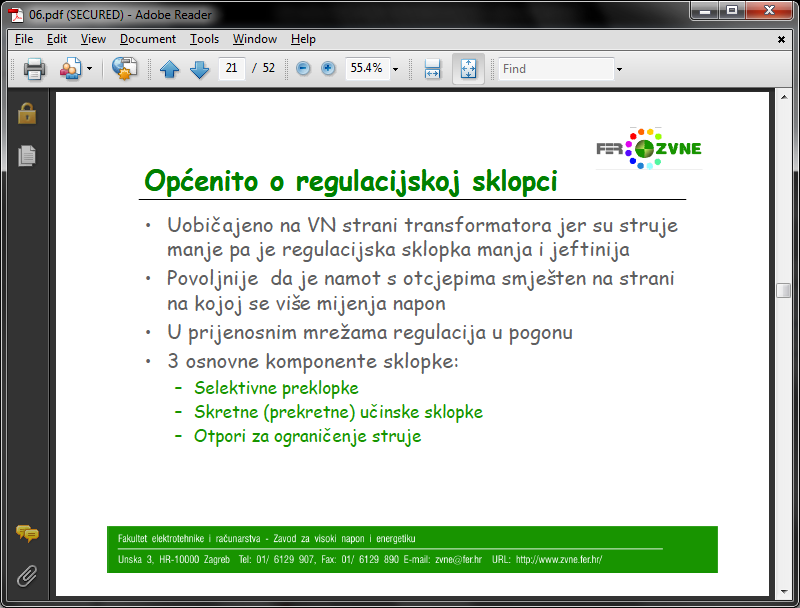 06.pdf (SECURED) - Adobe Reader
File Edit View Document Tools Window Help
21 / 52 55.4% Find
FER ZVNE
Općenito o regulacijskoj sklopci
• Uobičajeno na VN strani transformatora jer su struje
manje pa je regulacijska sklopka manja i jeftinija
• Povoljnije da je namot s otcjepima smješten na strani
na kojoj se više mijenja napon
• U prijenosnim mrežama regulacija u pogonu
• 3 osnovne komponente sklopke:
– Selektivne preklopke
– Skretne (prekretne) učinske sklopke
– Otpori za ograničenje struje
Fakultet elektrotehnike i računarstva - Zavod za visoki napon i energetiku
Unska 3, HR-10000 Zagreb Tel: 01/ 6129 907, Fax: 01/ 6129 890 E-mail: zvne@fer.hr URL: http://www.zvne.fer.hr/